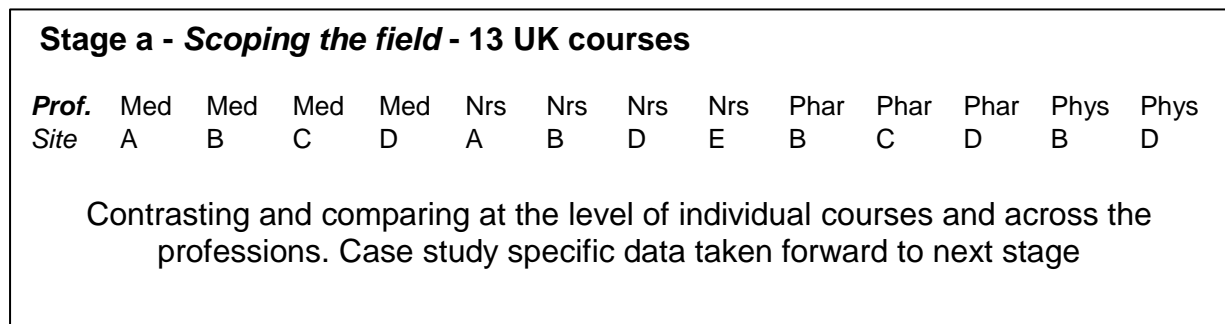 Stage a - Scoping the field - 13 UK courses
Prof. Med Med Med Med Nrs Nrs Nrs Nrs Phar Phar Phar Phys Phys
Site A B C D A B D E B C D B D
Contrasting and comparing at the level of individual courses and across the
professions. Case study specific data taken forward to next stage